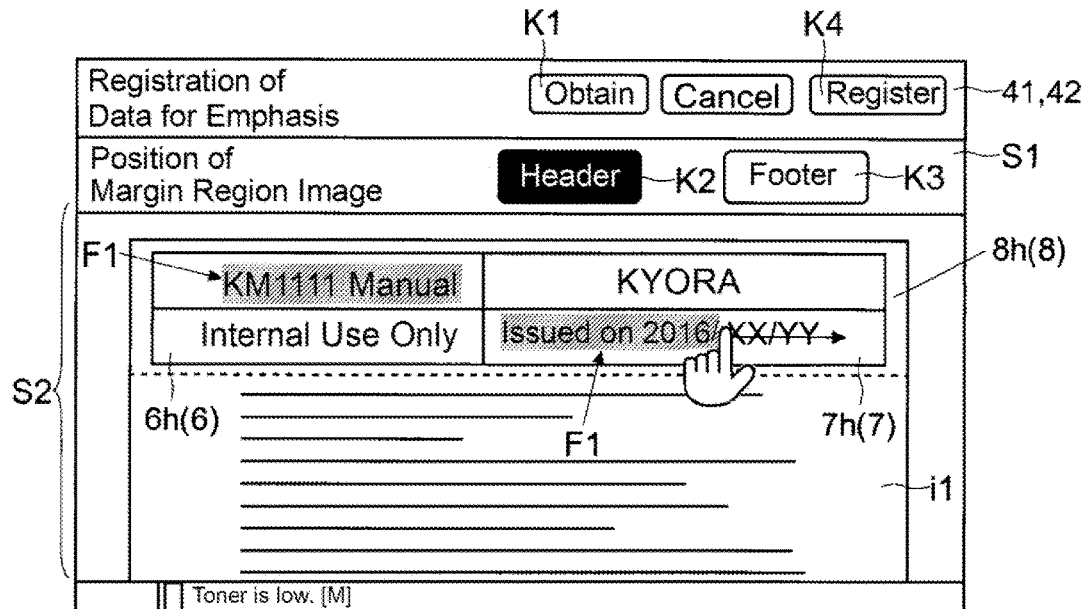 K1
K4
Registration of
Data for Emphasis
Obtain
Cancel
Register
41,42
Position of
Margin Region Image
Header
K2
Footer
K3
S1
F1
KM1111 Manual
KYORA
8h(8)
Internal Use Only
Issued on 2016/XX/YY
S2
6h(6)
F1
7h(7)
i1
Toner is low. [M]